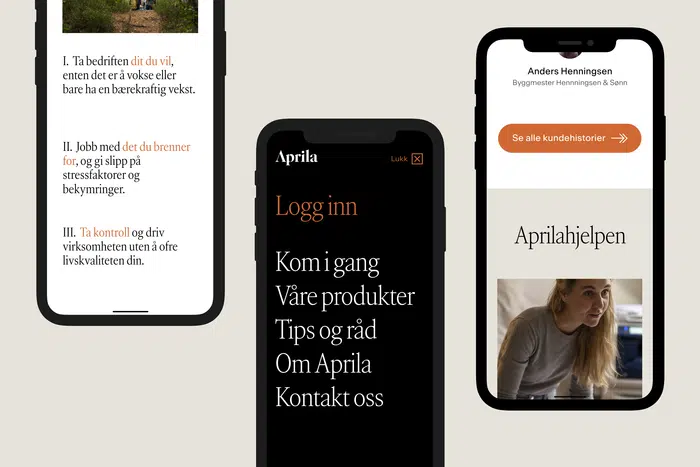 I. Ta bedriften dit du vil,
enten det er å vokse eller
bare ha en bærekraftig vekst.
II. Jobb med det du brenner
for, og gi slipp på
stressfaktorer og
bekymringer.
III. Ta kontroll og driv
virksomheten uten å ofre
livskvaliteten din.
Aprila
Lukk
Logg inn
Kom i gang
Våre produkter
Tips og råd
Om Aprila
Kontakt oss
Anders Henningsen
Byggmester Hennningsen & Sønn
Se alle kundehistorier
Aprilahjelpen